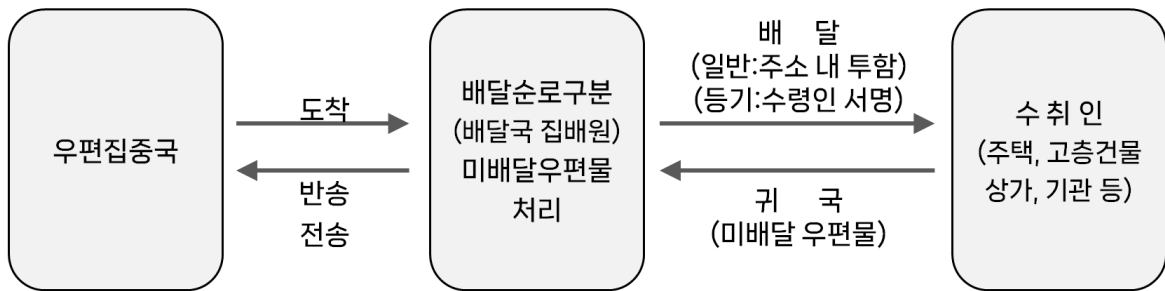 우편집중국
도착
반송
전송
배달순로구분
(배달국 집배원)
미배달우편물
처리
배 달
(일반:주소 내 투함)
(등기:수령인 서명)
귀 국
(미배달 우편물)
수 취 인
(주택, 고층건물
상가, 기관 등)